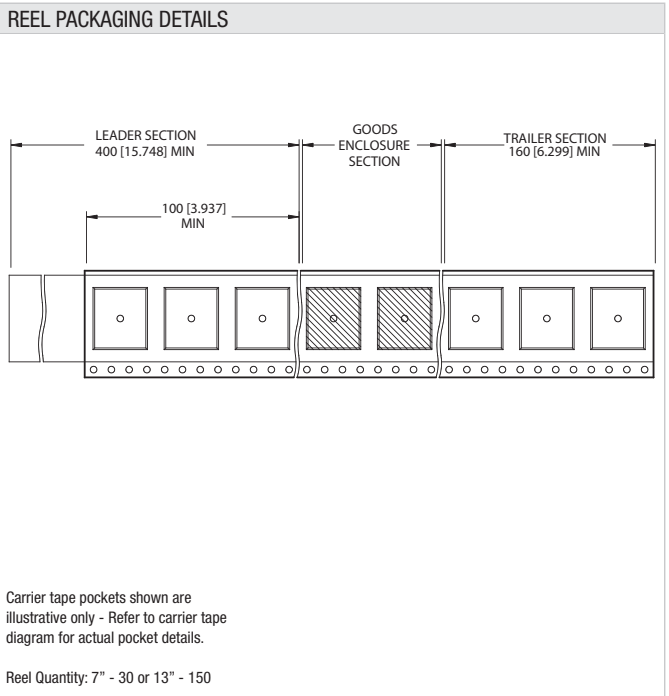 REEL PACKAGING DETAILS
LEADER SECTION
400 [15.748] MIN
GOODS
ENCLOSURE
SECTION
TRAILER SECTION
160 [6.299] MIN
100 [3.937]
MIN
Carrier tape pockets shown are
illustrative only - Refer to carrier tape
diagram for actual pocket details.
Reel Quantity: 7” - 30 or 13” - 150